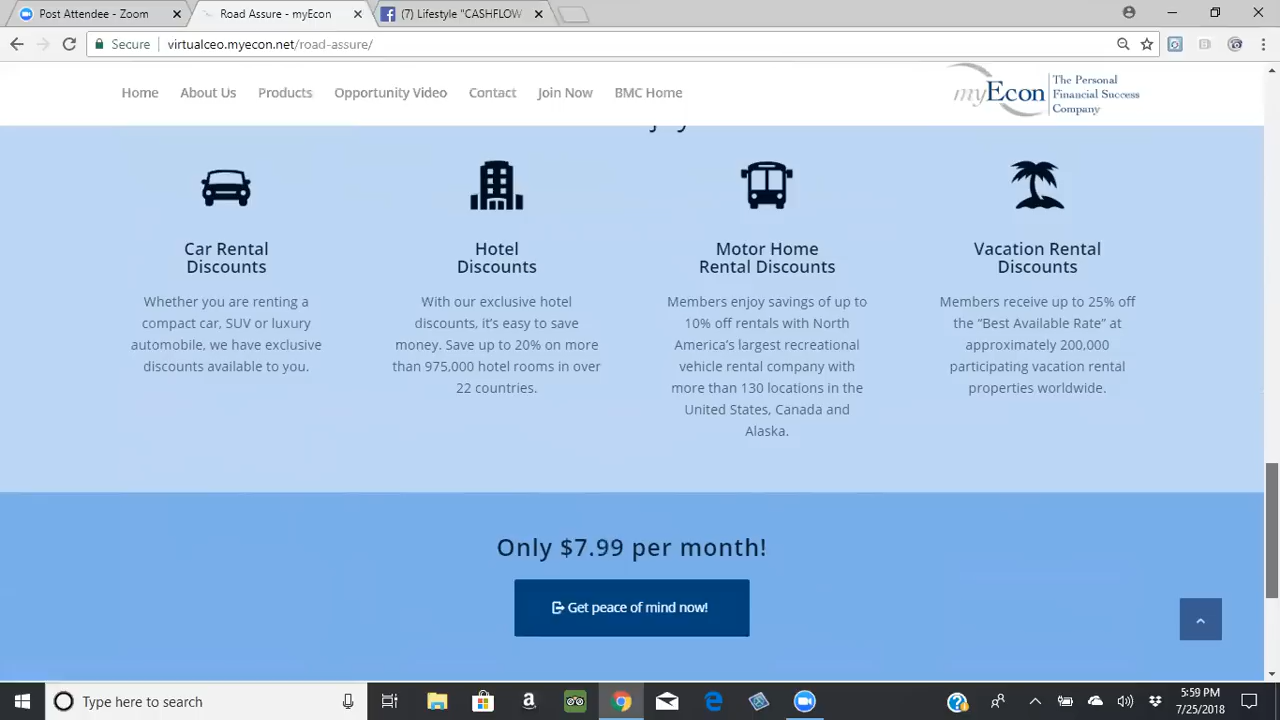 Post Attendee - Zoom
Road Assure - myEcon
(7) Lifestyle "CASHFLOW
Secure
virtualceo.myecon.net/road-assure/
Home About Us Products Opportunity Video Contact Join Now BMC Home
myEcon
The Personal
Financial Success
Company
Car Rental
Discounts
Whether you are renting a
compact car, SUV or luxury
automobile, we have exclusive
discounts available to you.
Hotel
Discounts
With our exclusive hotel
discounts, it's easy to save
money. Save up to 20% on more
than 975,000 hotel rooms in over
22 countries.
Motor Home
Rental Discounts
Members enjoy savings of up to
10% off rentals with North
America's largest recreational
vehicle rental company with
more than 130 locations in the
United States, Canada and
Alaska.
Vacation Rental
Discounts
Members receive up to 25% off
the “Best Available Rate” at
approximately 200,000
participating vacation rental
properties worldwide.
Only $7.99 per month!
Get peace of mind now!
Type here to search
5:59 PM
7/25/2018